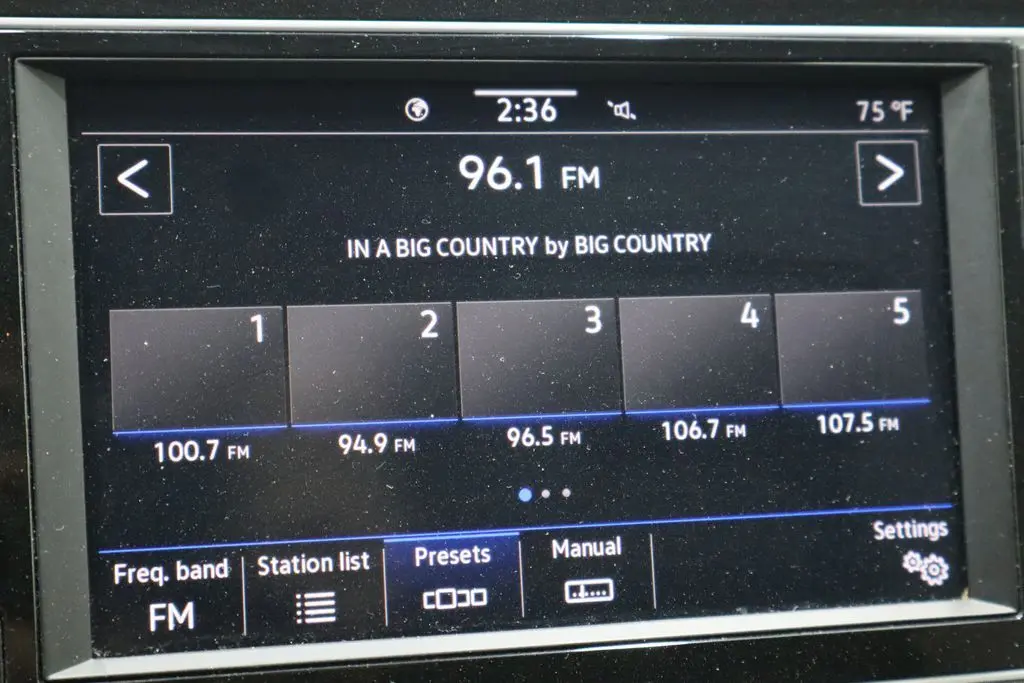 2:36
75 °F
96.1 FM
IN A BIG COUNTRY by BIG COUNTRY
1 2 3 4 5
100.7 FM 94.9 FM 96.5 FM 106.7 FM 107.5 FM
Freq. band Station list Presets Manual Settings
FM